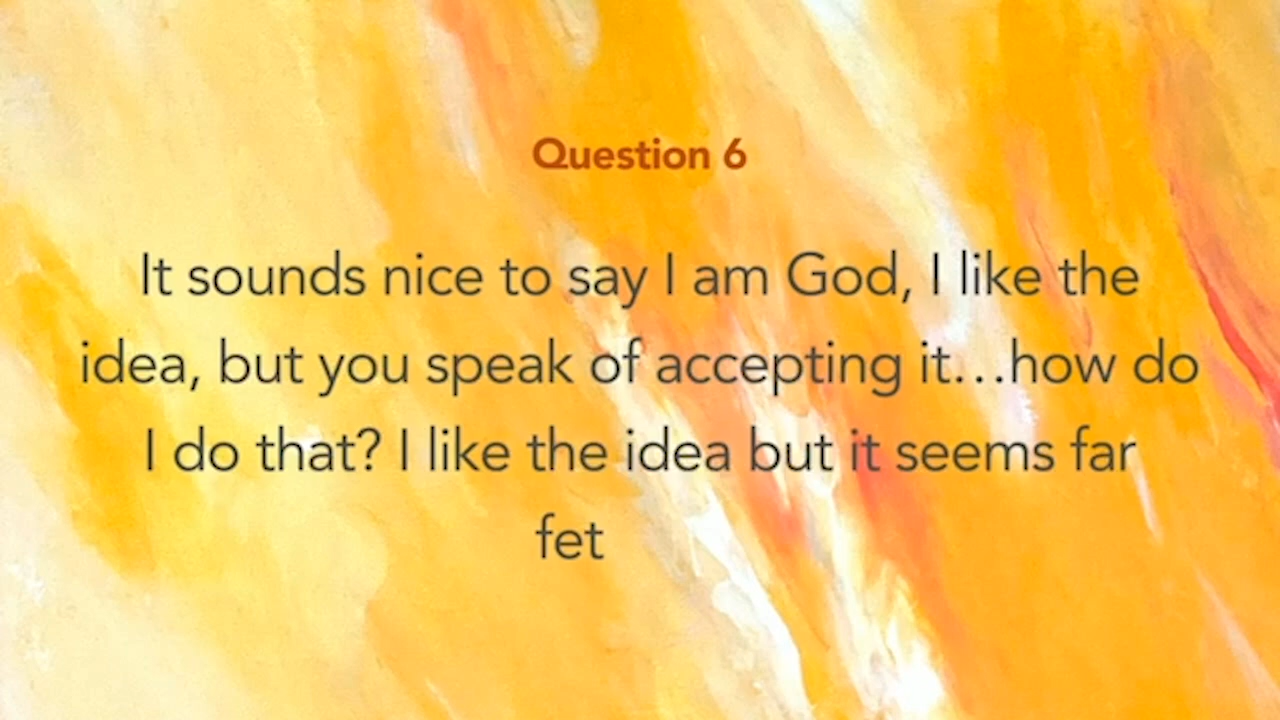 Question 6
It sounds nice to say I am God, I like the
idea, but you speak of accepting it…how do
I do that? I like the idea but it seems far
fet